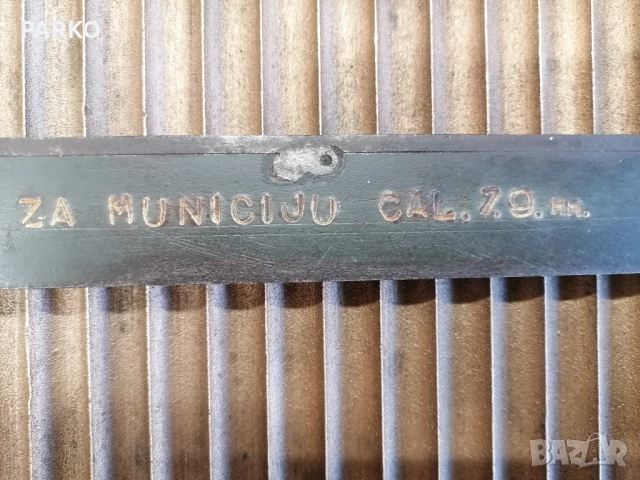 PARKO
ZA MUNICIJU CAL. 7.9. mm.
BAZAR